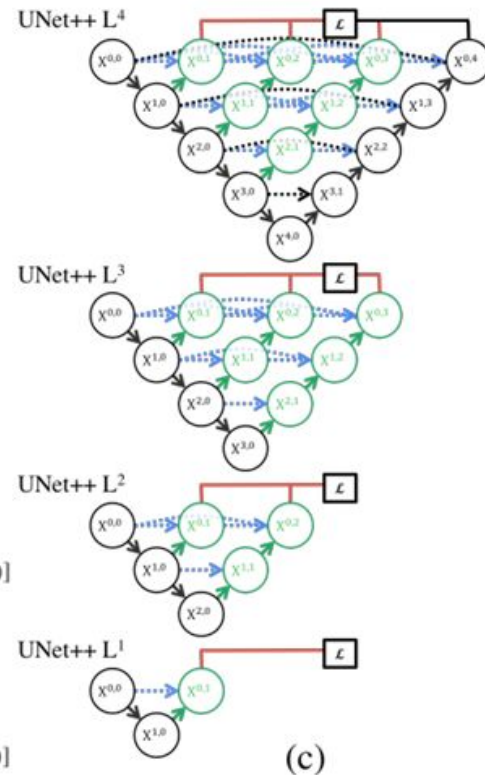 UNet++ L⁴
ℒ
X⁰,⁰ X⁰,¹ X⁰,² X⁰,³ X⁰,⁴
X¹,⁰ X¹,¹ X¹,² X¹,³
X²,⁰ X²,¹ X²,²
X³,⁰ X³,¹
X⁴,⁰
UNet++ L³
ℒ
X⁰,⁰ X⁰,¹ X⁰,² X⁰,³
X¹,⁰ X¹,¹ X¹,²
X²,⁰ X²,¹
X³,⁰
UNet++ L²
ℒ
X⁰,⁰ X⁰,¹ X⁰,²
)]
X¹,⁰ X¹,¹
X²,⁰
UNet++ L¹
ℒ
X⁰,⁰ X⁰,¹
X¹,⁰
)]
(c)